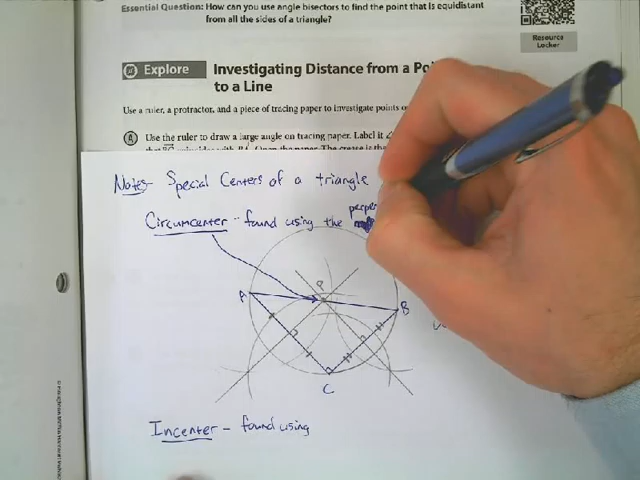 Essential Question: How can you use angle bisectors to find the point that is equidistant
from all the sides of a triangle?
Resource
Locker
Explore Investigating Distance from a
to a Line
Use a ruler, a protractor, and a piece of tracing paper to investigate points
A Use the ruler to draw a large angle on tracing paper. Label it
Notes - Special Centers of a triangle
perper
Circumcenter - found using the
P
A
B
C
Incenter - found using